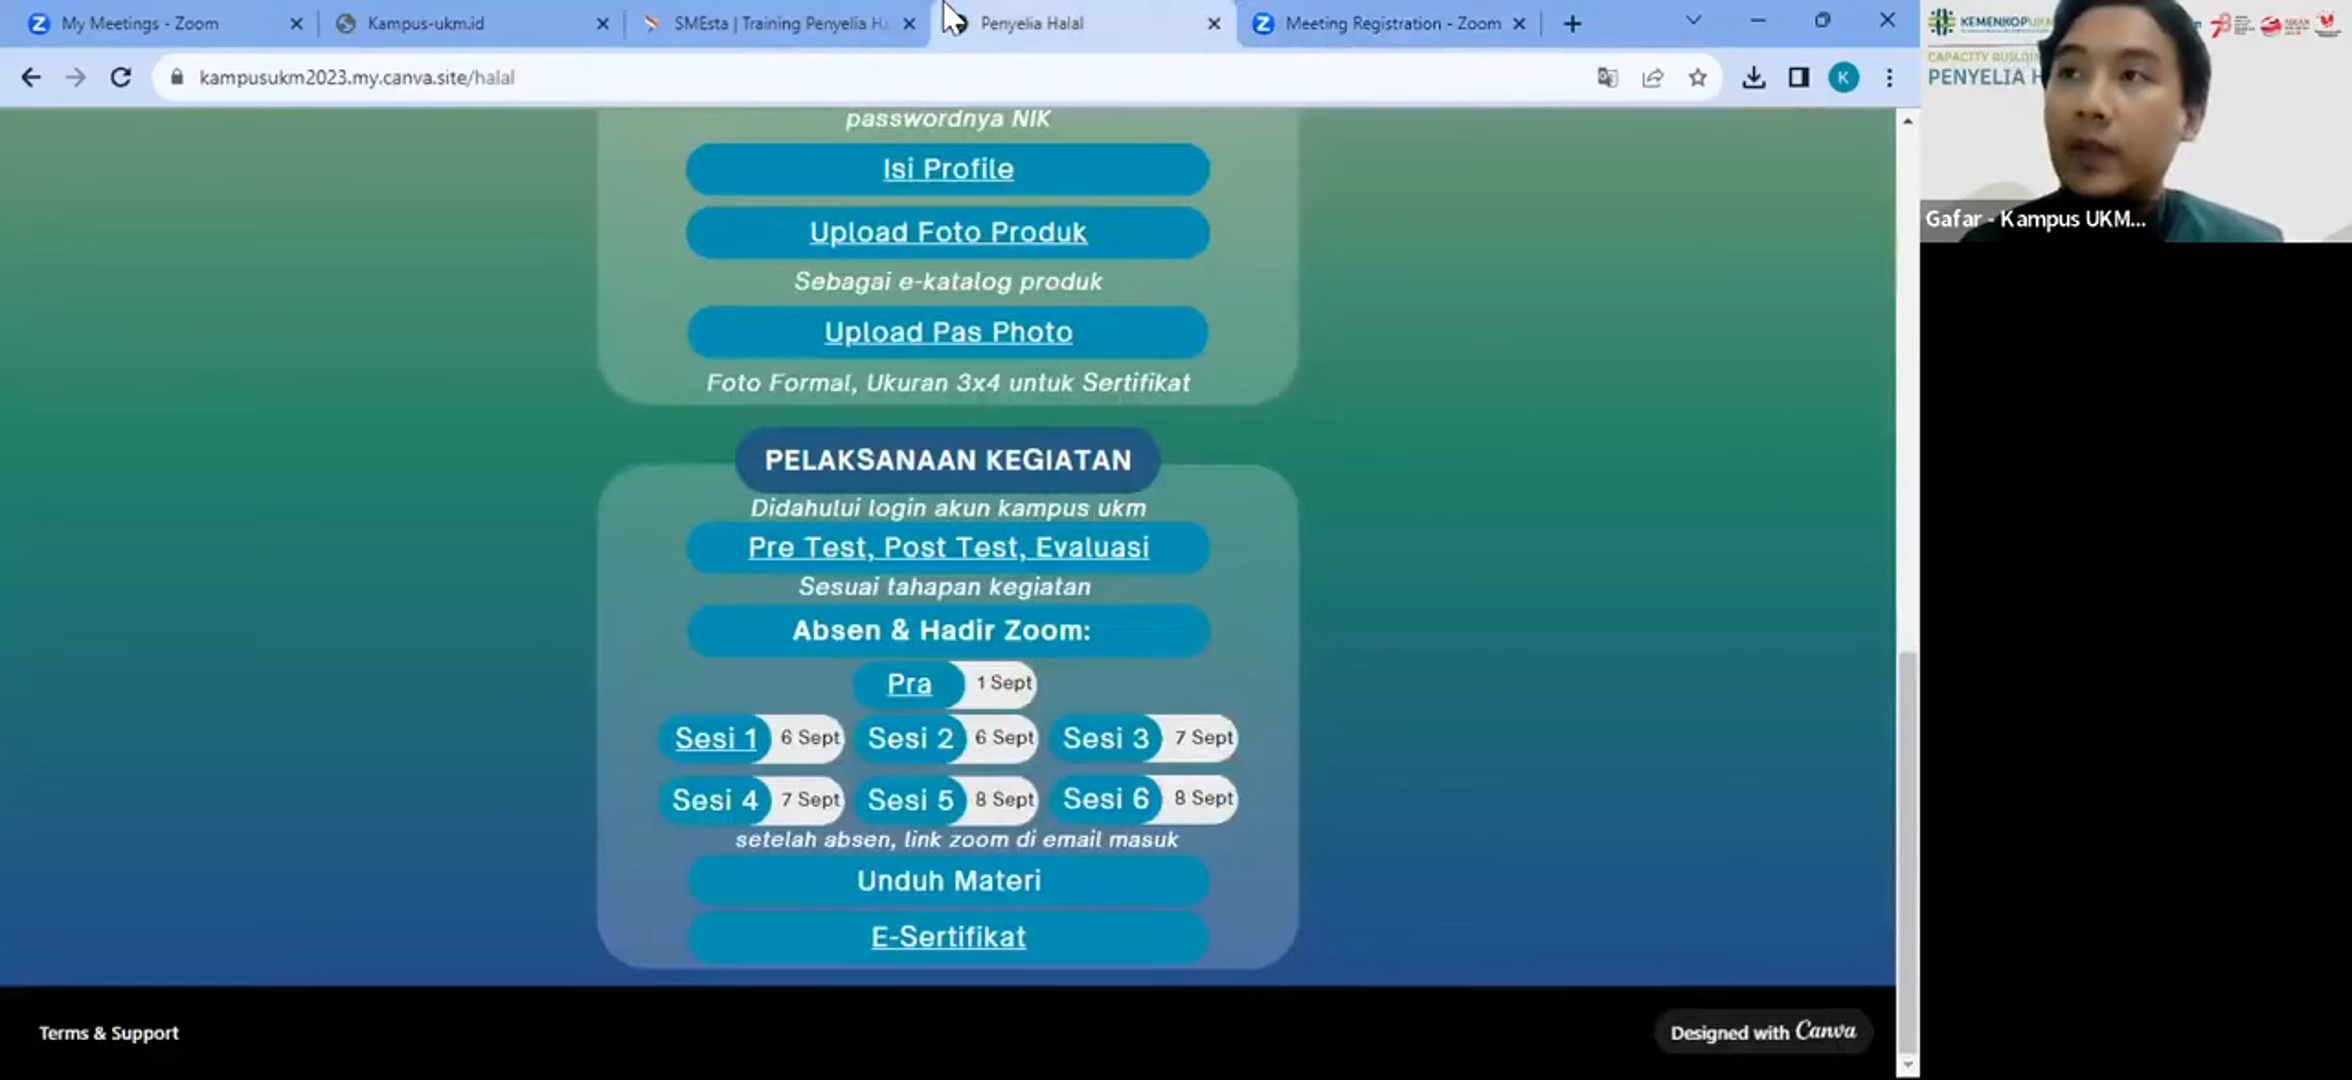 My Meetings - Zoom
Kampus-ukm.id
SMEsta | Training Penyelia Ha
Penyelia Halal
Meeting Registration - Zoom
kampusukm2023.my.canva.site/halal
K
KEMENKOPUK
CAPACITY BUILDIN
PENYELIA H
Gafar - Kampus UKM...
passwordnya NIK
Isi Profile
Upload Foto Produk
Sebagai e-katalog produk
Upload Pas Photo
Foto Formal, Ukuran 3x4 untuk Sertifikat
PELAKSANAAN KEGIATAN
Didahului login akun kampus ukm
Pre Test, Post Test, Evaluasi
Sesuai tahapan kegiatan
Absen & Hadir Zoom:
Pra 1 Sept
Sesi 1 6 Sept Sesi 2 6 Sept Sesi 3 7 Sept
Sesi 4 7 Sept Sesi 5 8 Sept Sesi 6 8 Sept
setelah absen, link zoom di email masuk
Unduh Materi
E-Sertifikat
Terms & Support
Designed with Canva